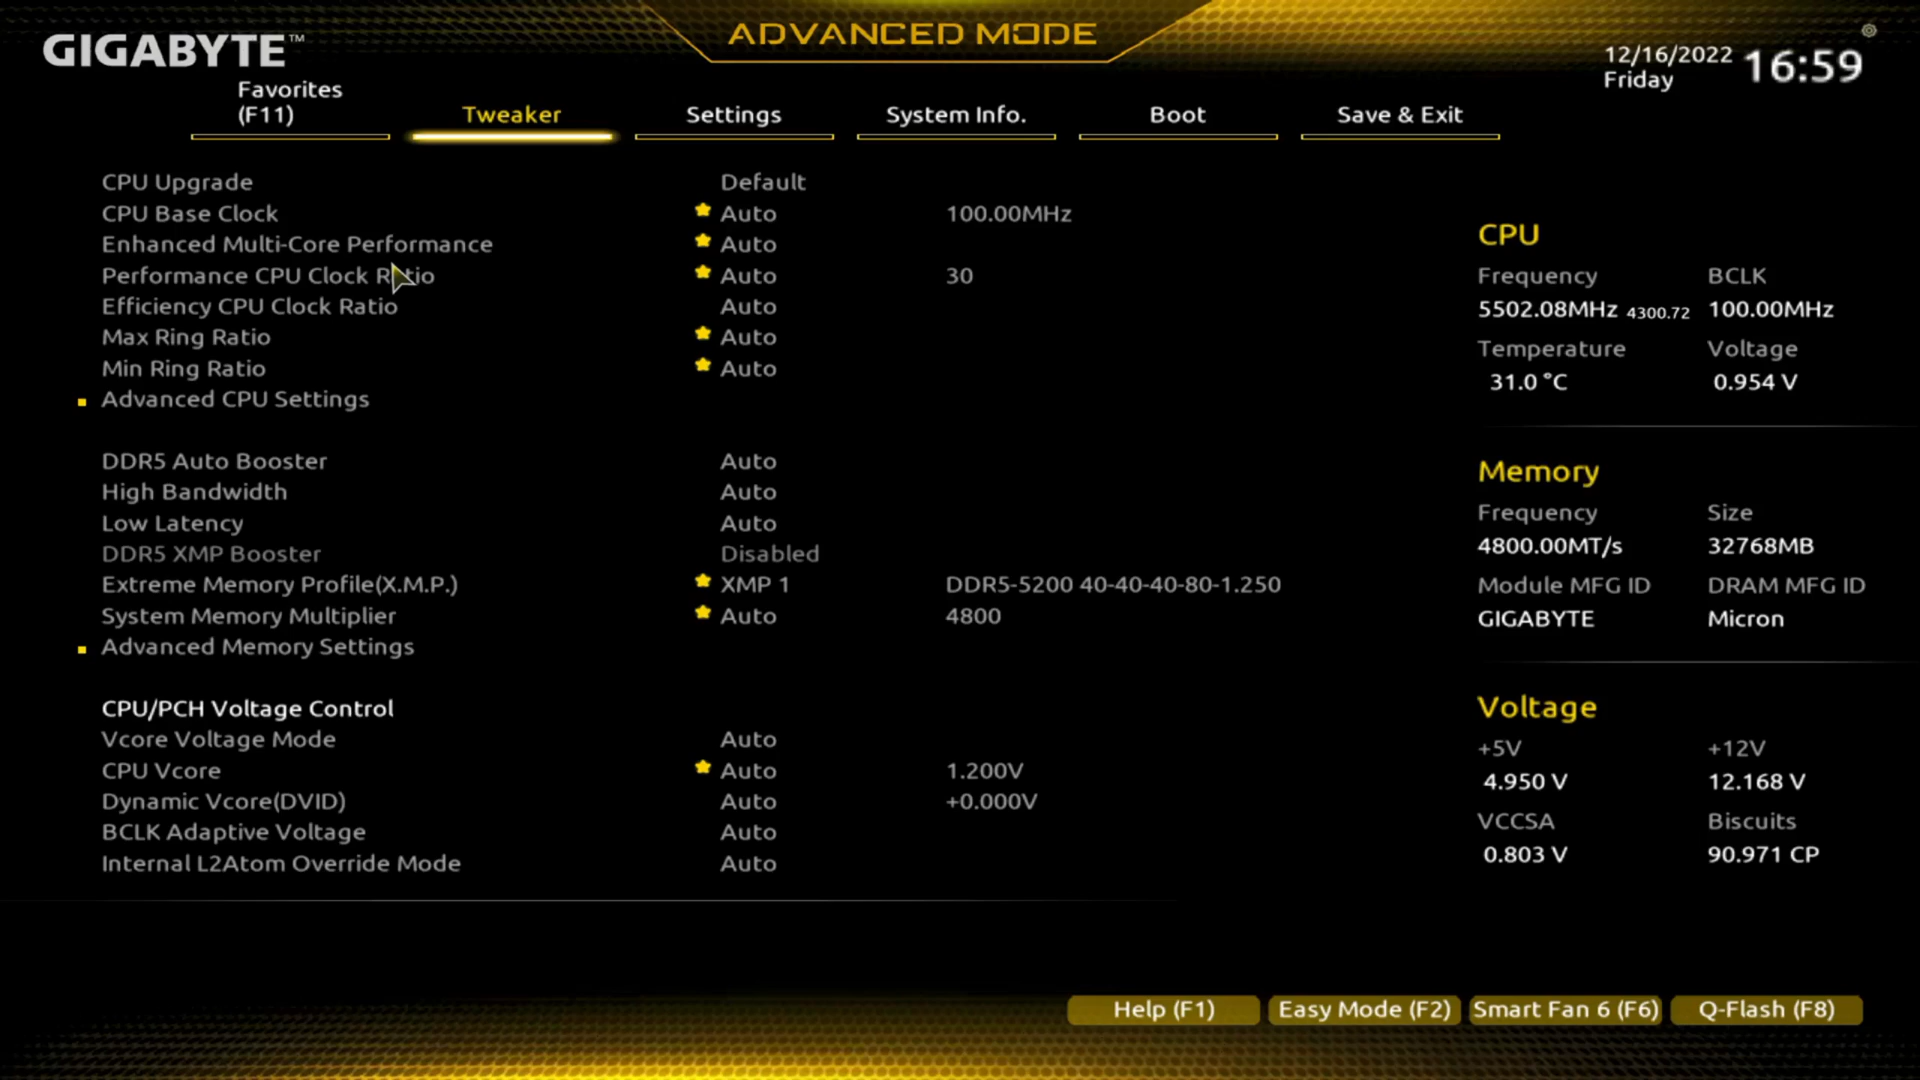 GIGABYTE™
ADVANCED MODE
12/16/2022
Friday
16:59
Favorites
(F11)
Tweaker
Settings
System Info.
Boot
Save & Exit
CPU Upgrade Default
CPU Base Clock Auto 100.00MHz
Enhanced Multi-Core Performance Auto
Performance CPU Clock Ratio Auto 30
Efficiency CPU Clock Ratio Auto
Max Ring Ratio Auto
Min Ring Ratio Auto
Advanced CPU Settings
DDR5 Auto Booster Auto
High Bandwidth Auto
Low Latency Auto
DDR5 XMP Booster Disabled
Extreme Memory Profile(X.M.P.) XMP 1 DDR5-5200 40-40-40-80-1.250
System Memory Multiplier Auto 4800
Advanced Memory Settings
CPU/PCH Voltage Control
Vcore Voltage Mode Auto
CPU Vcore Auto 1.200V
Dynamic Vcore(DVID) Auto +0.000V
BCLK Adaptive Voltage Auto
Internal L2Atom Override Mode Auto
CPU
Frequency BCLK
5502.08MHz 4300.72 100.00MHz
Temperature Voltage
31.0 °C 0.954 V
Memory
Frequency Size
4800.00MT/s 32768MB
Module MFG ID DRAM MFG ID
GIGABYTE Micron
Voltage
+5V +12V
4.950 V 12.168 V
VCCSA Biscuits
0.803 V 90.971 CP
Help (F1)
Easy Mode (F2)
Smart Fan 6 (F6)
Q-Flash (F8)